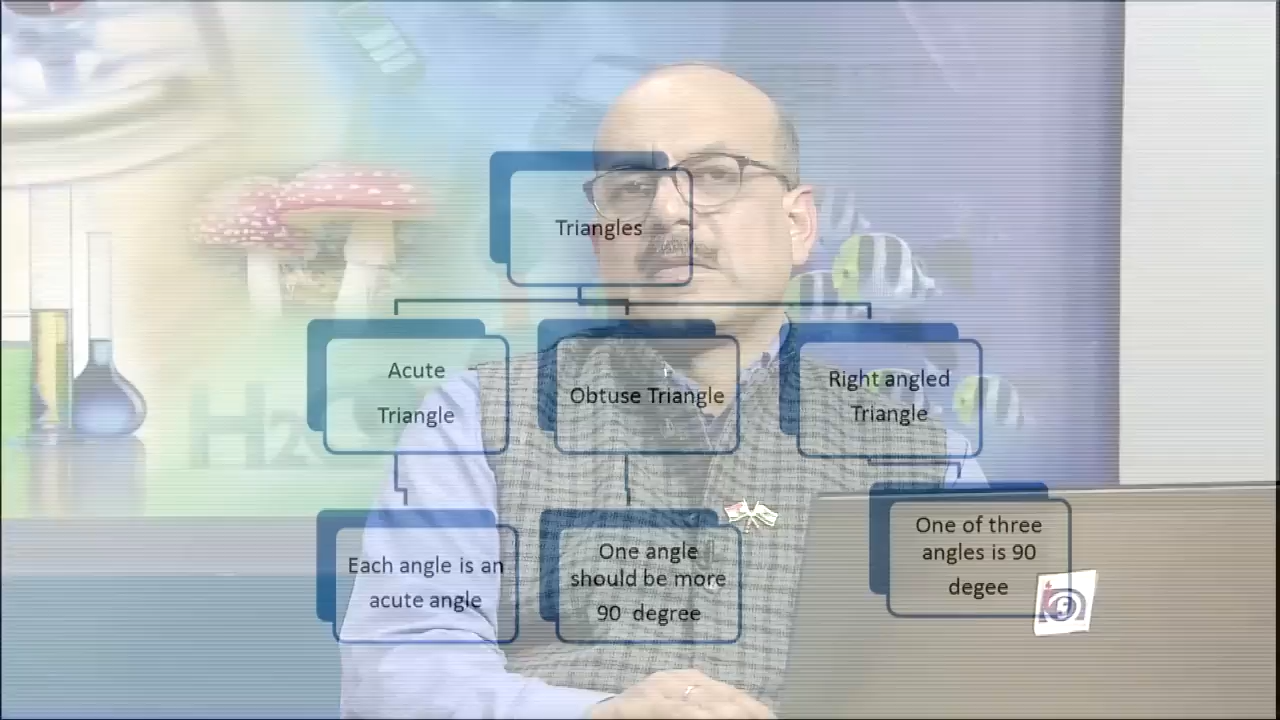 Triangles
Acute
Triangle
Obtuse Triangle
Right angled
Triangle
Each angle is an
acute angle
One angle
should be more
90 degree
One of three
angles is 90
degee
H2